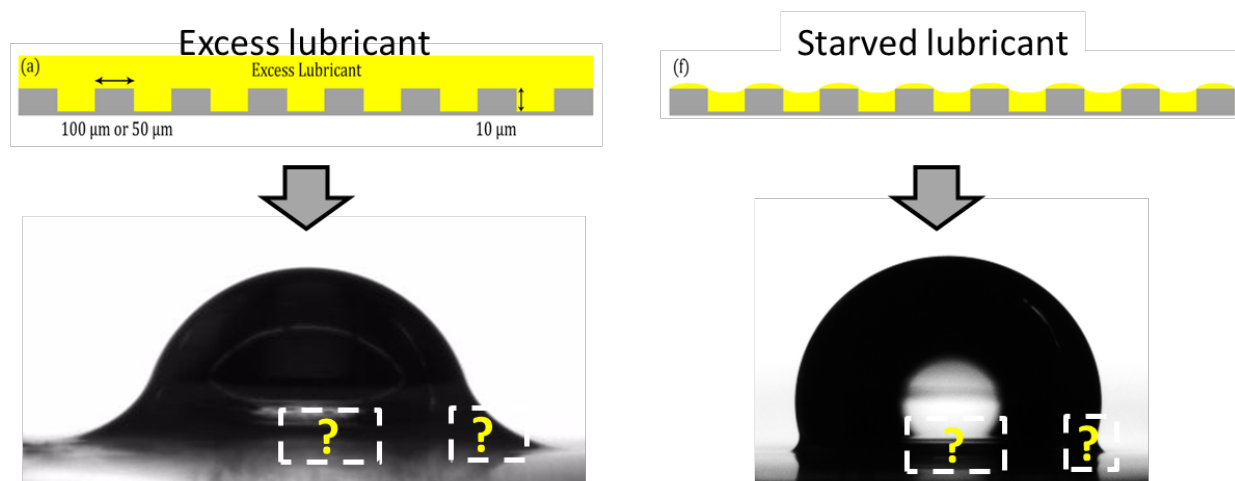 Excess lubricant
(a)
Excess Lubricant
100 μm or 50 μm
10 μm
Starved lubricant
(f)
?
?
?
?